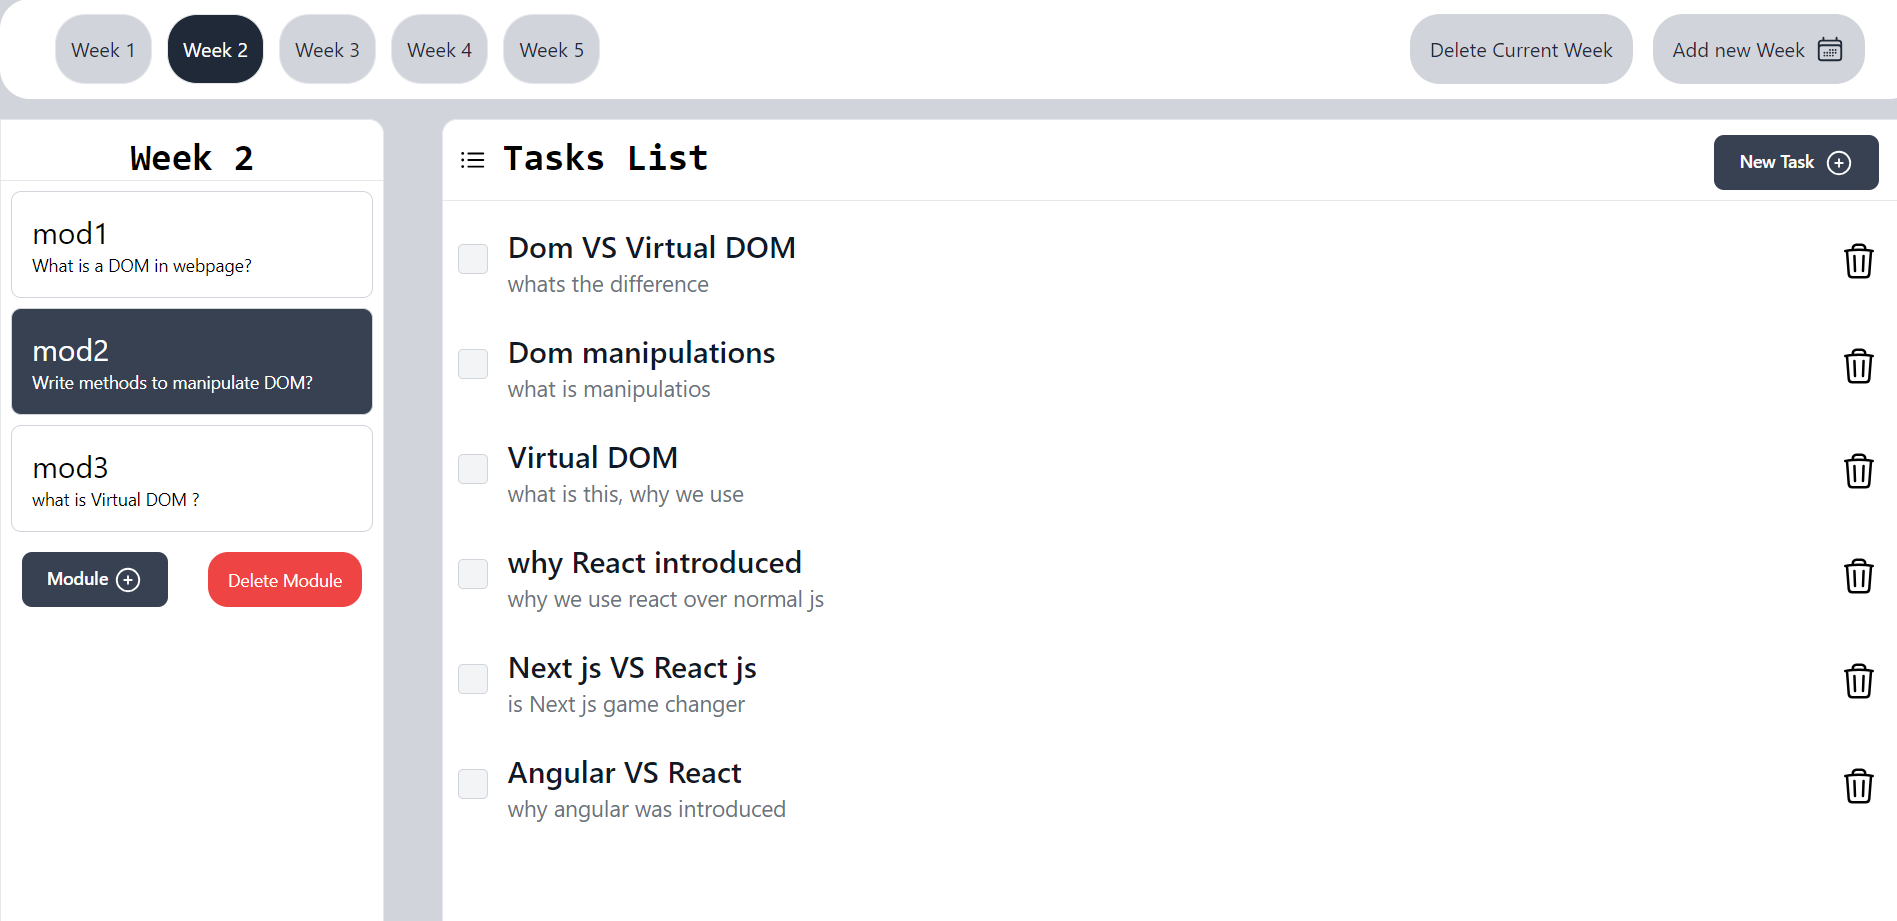 Week 1
Week 2
Week 3
Week 4
Week 5
Delete Current Week
Add new Week
Week 2
mod1
What is a DOM in webpage?
mod2
Write methods to manipulate DOM?
mod3
what is Virtual DOM ?
Module
Delete Module
Tasks List
New Task
Dom VS Virtual DOM
whats the difference
Dom manipulations
what is manipulatios
Virtual DOM
what is this, why we use
why React introduced
why we use react over normal js
Next js VS React js
is Next js game changer
Angular VS React
why angular was introduced